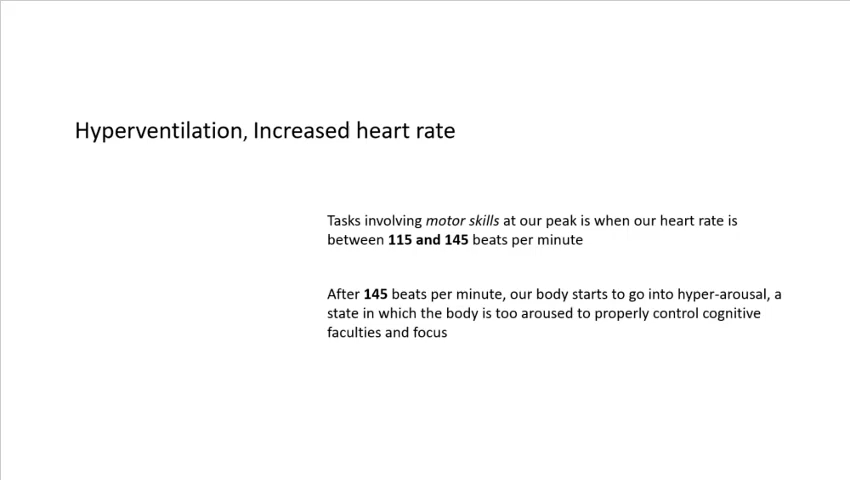 Hyperventilation, Increased heart rate
Tasks involving motor skills at our peak is when our heart rate is
between 115 and 145 beats per minute
After 145 beats per minute, our body starts to go into hyper-arousal, a
state in which the body is too aroused to properly control cognitive
faculties and focus